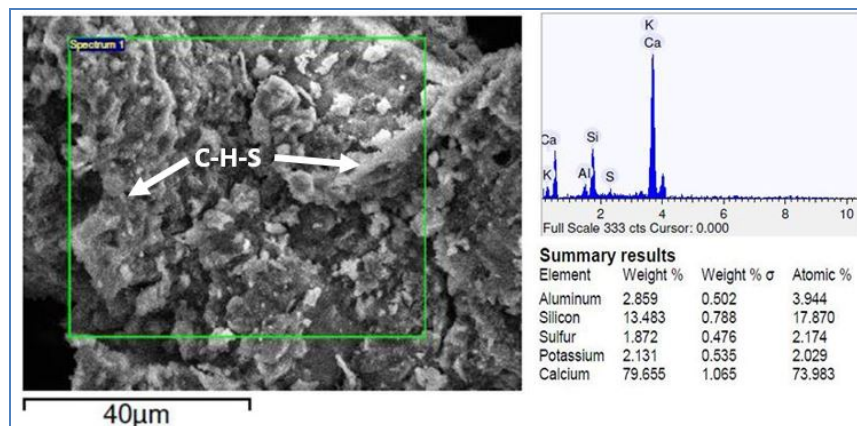 Spectrum 1
C-H-S
40μm
K
Ca
Ca
Si
K
Al
S
2 4 6 8 10
Full Scale 333 cts Cursor: 0.000
Summary results
Element Weight % Weight % σ Atomic %
Aluminum 2.859 0.502 3.944
Silicon 13.483 0.788 17.870
Sulfur 1.872 0.476 2.174
Potassium 2.131 0.535 2.029
Calcium 79.655 1.065 73.983